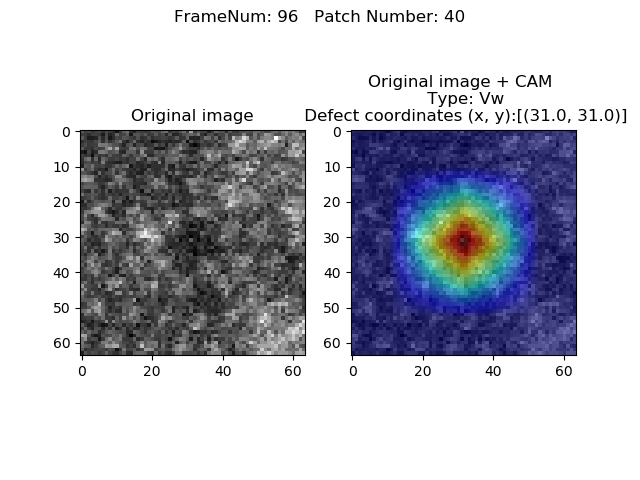 FrameNum: 96   Patch Number: 40
Original image
Original image + CAM
Type: Vw
Defect coordinates (x, y):[(31.0, 31.0)]
0
10
20
30
40
50
60
0 20 40 60
0
10
20
30
40
50
60
0 20 40 60